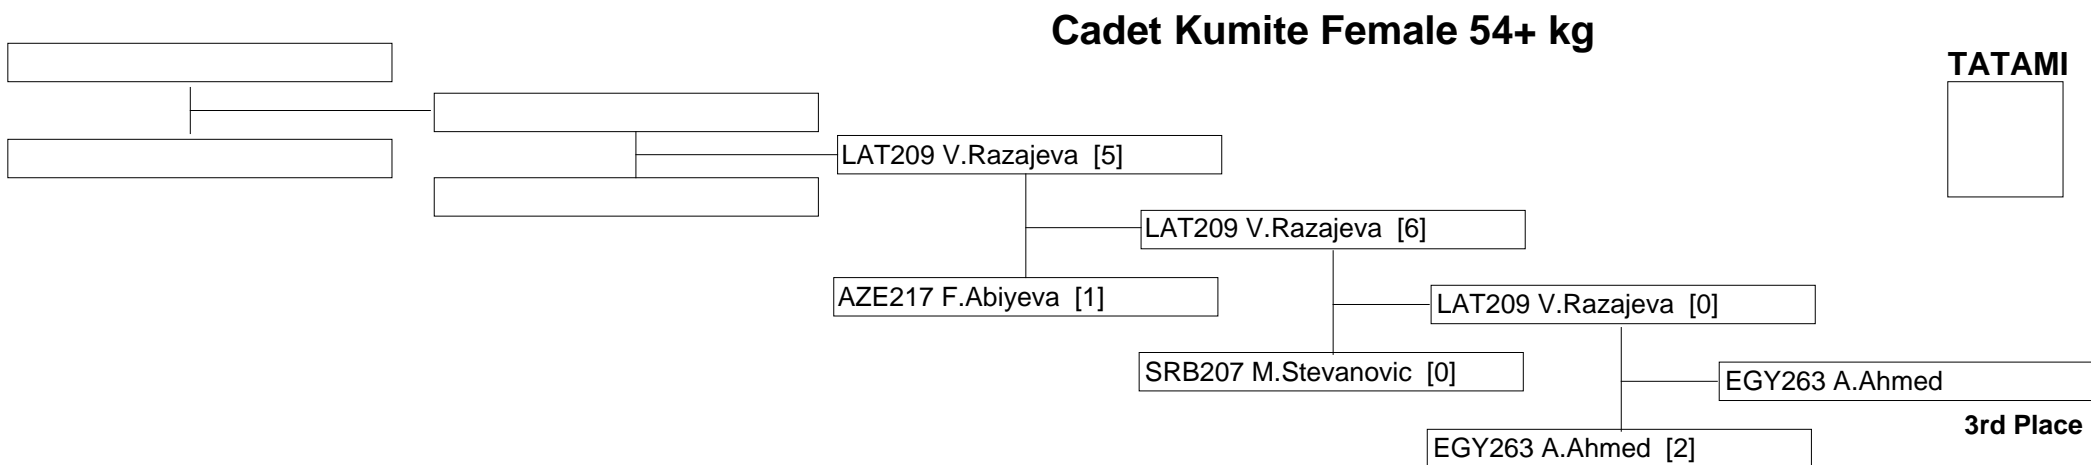 Cadet Kumite Female 54+ kg
TATAMI
LAT209 V.Razajeva [5]
LAT209 V.Razajeva [6]
AZE217 F.Abiyeva [1]
LAT209 V.Razajeva [0]
SRB207 M.Stevanovic [0]
EGY263 A.Ahmed
3rd Place
EGY263 A.Ahmed [2]